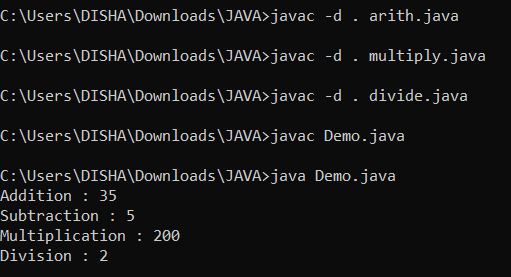 C:\Users\DISHA\Downloads\JAVA>javac -d . arith.java
C:\Users\DISHA\Downloads\JAVA>javac -d . multiply.java
C:\Users\DISHA\Downloads\JAVA>javac -d . divide.java
C:\Users\DISHA\Downloads\JAVA>javac Demo.java
C:\Users\DISHA\Downloads\JAVA>java Demo.java
Addition : 35
Subtraction : 5
Multiplication : 200
Division : 2